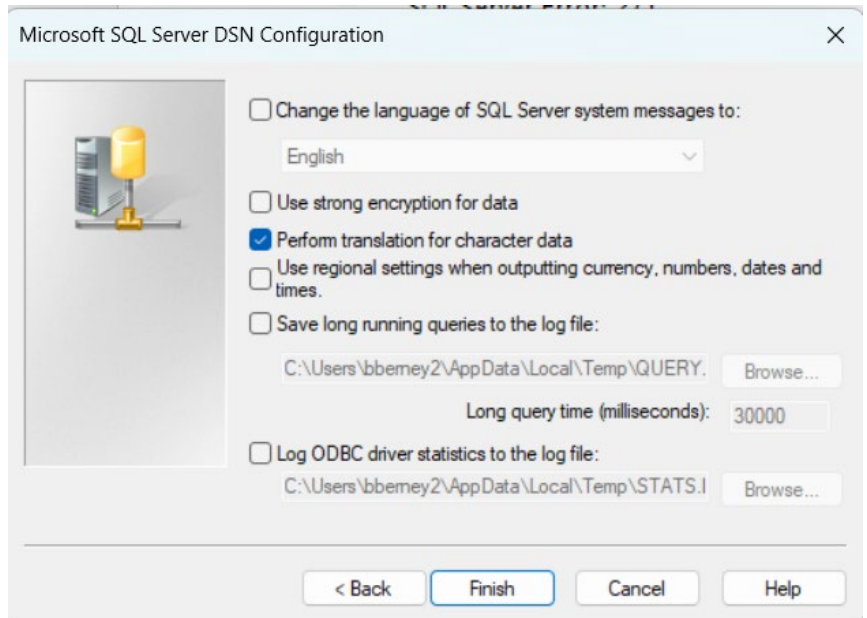 Microsoft SQL Server DSN Configuration
Change the language of SQL Server system messages to:
English
Use strong encryption for data
Perform translation for character data
Use regional settings when outputting currency, numbers, dates and
times.
Save long running queries to the log file:
C:\Users\bberney2\AppData\Local\Temp\QUERY.
Browse...
Long query time (milliseconds):
30000
Log ODBC driver statistics to the log file:
C:\Users\bberney2\AppData\Local\Temp\STATS.l
Browse...
< Back
Finish
Cancel
Help